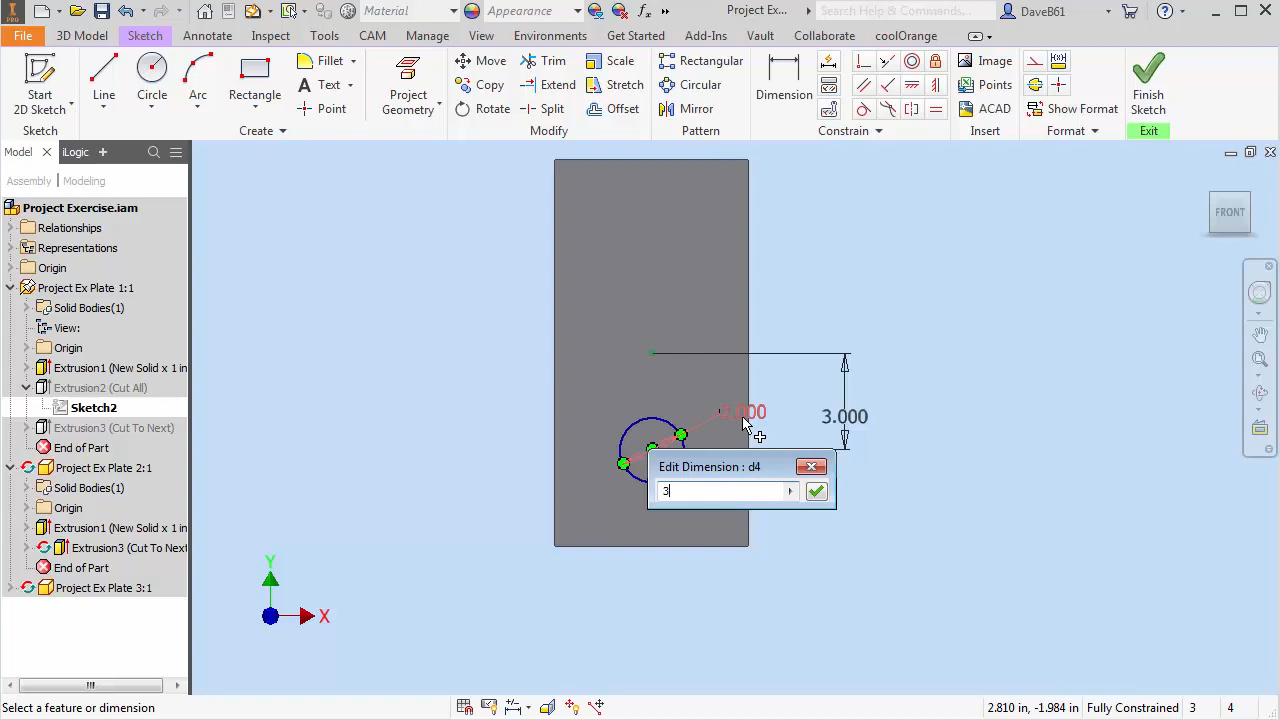 PRO
Material
Appearance
fx
Project Ex...
Search Help & Commands...
DaveB61
File
3D Model
Sketch
Annotate
Inspect
Tools
CAM
Manage
View
Environments
Get Started
Add-Ins
Vault
Collaborate
coolOrange
Start
2D Sketch
Line
Circle
Arc
Rectangle
Fillet
Text
Point
Project
Geometry
Move
Copy
Rotate
Trim
Extend
Split
Scale
Stretch
Offset
Rectangular
Circular
Mirror
Dimension
Image
Points
ACAD
Show Format
Finish
Sketch
Sketch
Create
Modify
Pattern
Constrain
Insert
Format
Exit
Model
iLogic
Assembly
Modeling
Project Exercise.iam
Relationships
Representations
Origin
Project Ex Plate 1:1
Solid Bodies(1)
View:
Origin
Extrusion1 (New Solid x 1 in
Extrusion2 (Cut All)
Sketch2
Extrusion3 (Cut To Next)
End of Part
Project Ex Plate 2:1
Solid Bodies(1)
Origin
Extrusion1 (New Solid x 1 in
Extrusion3 (Cut To Next)
End of Part
Project Ex Plate 3:1
FRONT
3.000
Edit Dimension : d4
3
Y
X
Select a feature or dimension
2.810 in, -1.984 in
Fully Constrained
3
4